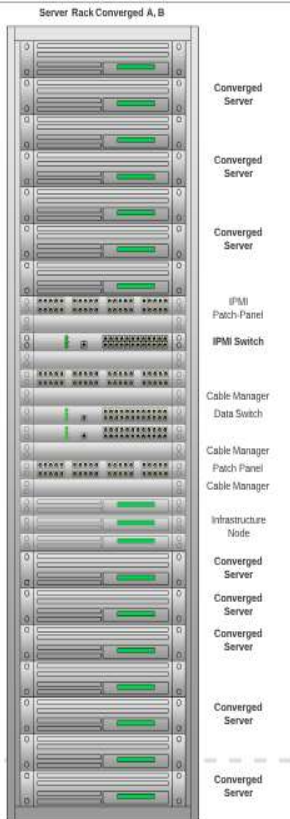 Server Rack Converged A, B
Converged
Server
Converged
Server
Converged
Server
IPMI
Patch-Panel
IPMI Switch
Cable Manager
Data Switch
Cable Manager
Patch Panel
Cable Manager
Infrastructure
Node
Converged
Server
Converged
Server
Converged
Server
Converged
Server
Converged
Server